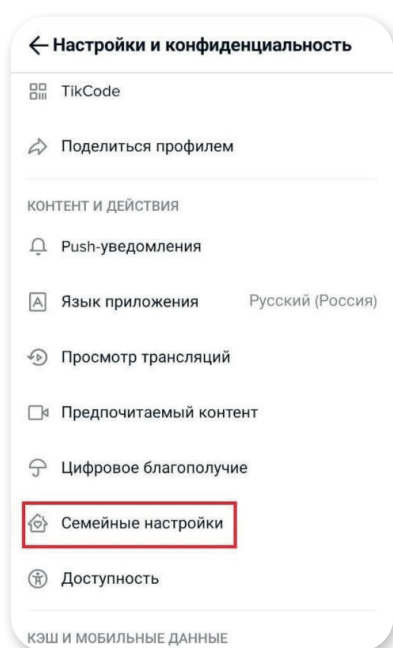 Настройки и конфиденциальность
TikCode
Поделиться профилем
КОНТЕНТ И ДЕЙСТВИЯ
Push-уведомления
Язык приложения Русский (Россия)
Просмотр трансляций
Предпочитаемый контент
Цифровое благополучие
Семейные настройки
Доступность
КЭШ И МОБИЛЬНЫЕ ДАННЫЕ